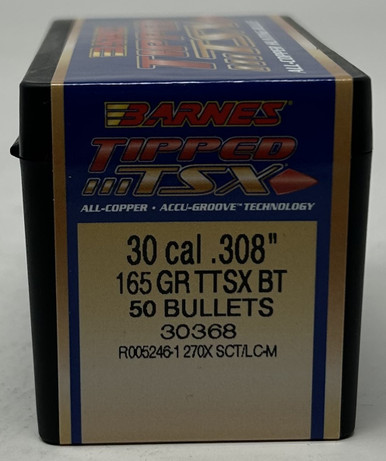 BARNES
TIPPED
TSX
ALL-COPPER • ACCU-GROOVE™ TECHNOLOGY
30 cal .308"
165 GR TTSX BT
50 BULLETS
30368
R005246-1 270X SCT/LC-M